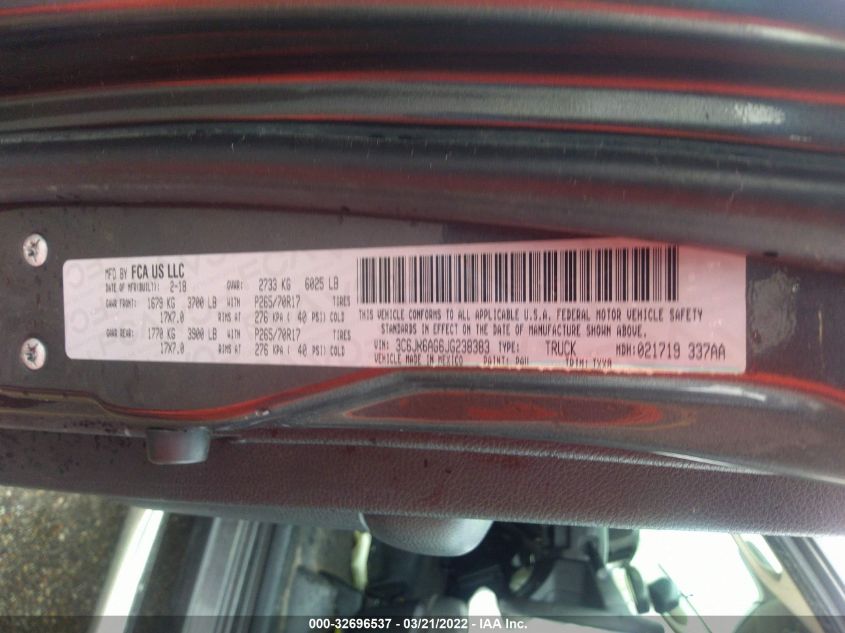 MFD BY FCA US LLC
DATE OF MFR(BUILT): 2-18 GVWR: 2733 KG 6025 LB
GAWR FRONT: 1679 KG 3700 LB WITH P265/70R17 TIRES
17X7.0 RIMS AT 276 KPA ( 40 PSI) COLD
GAWR REAR: 1770 KG 3900 LB WITH P265/70R17 TIRES
17X7.0 RIMS AT 276 KPA ( 40 PSI) COLD
THIS VEHICLE CONFORMS TO ALL APPLICABLE U.S.A. FEDERAL MOTOR VEHICLE SAFETY
STANDARDS IN EFFECT ON THE DATE OF MANUFACTURE SHOWN ABOVE.
VIN: 3C6JR6AG6JG238383 TYPE: TRUCK MDH:021719 337AA
VEHICLE MADE IN MEXICO PAINT: PAU TRIM:
000-32696537 - 03/21/2022 - IAA Inc.